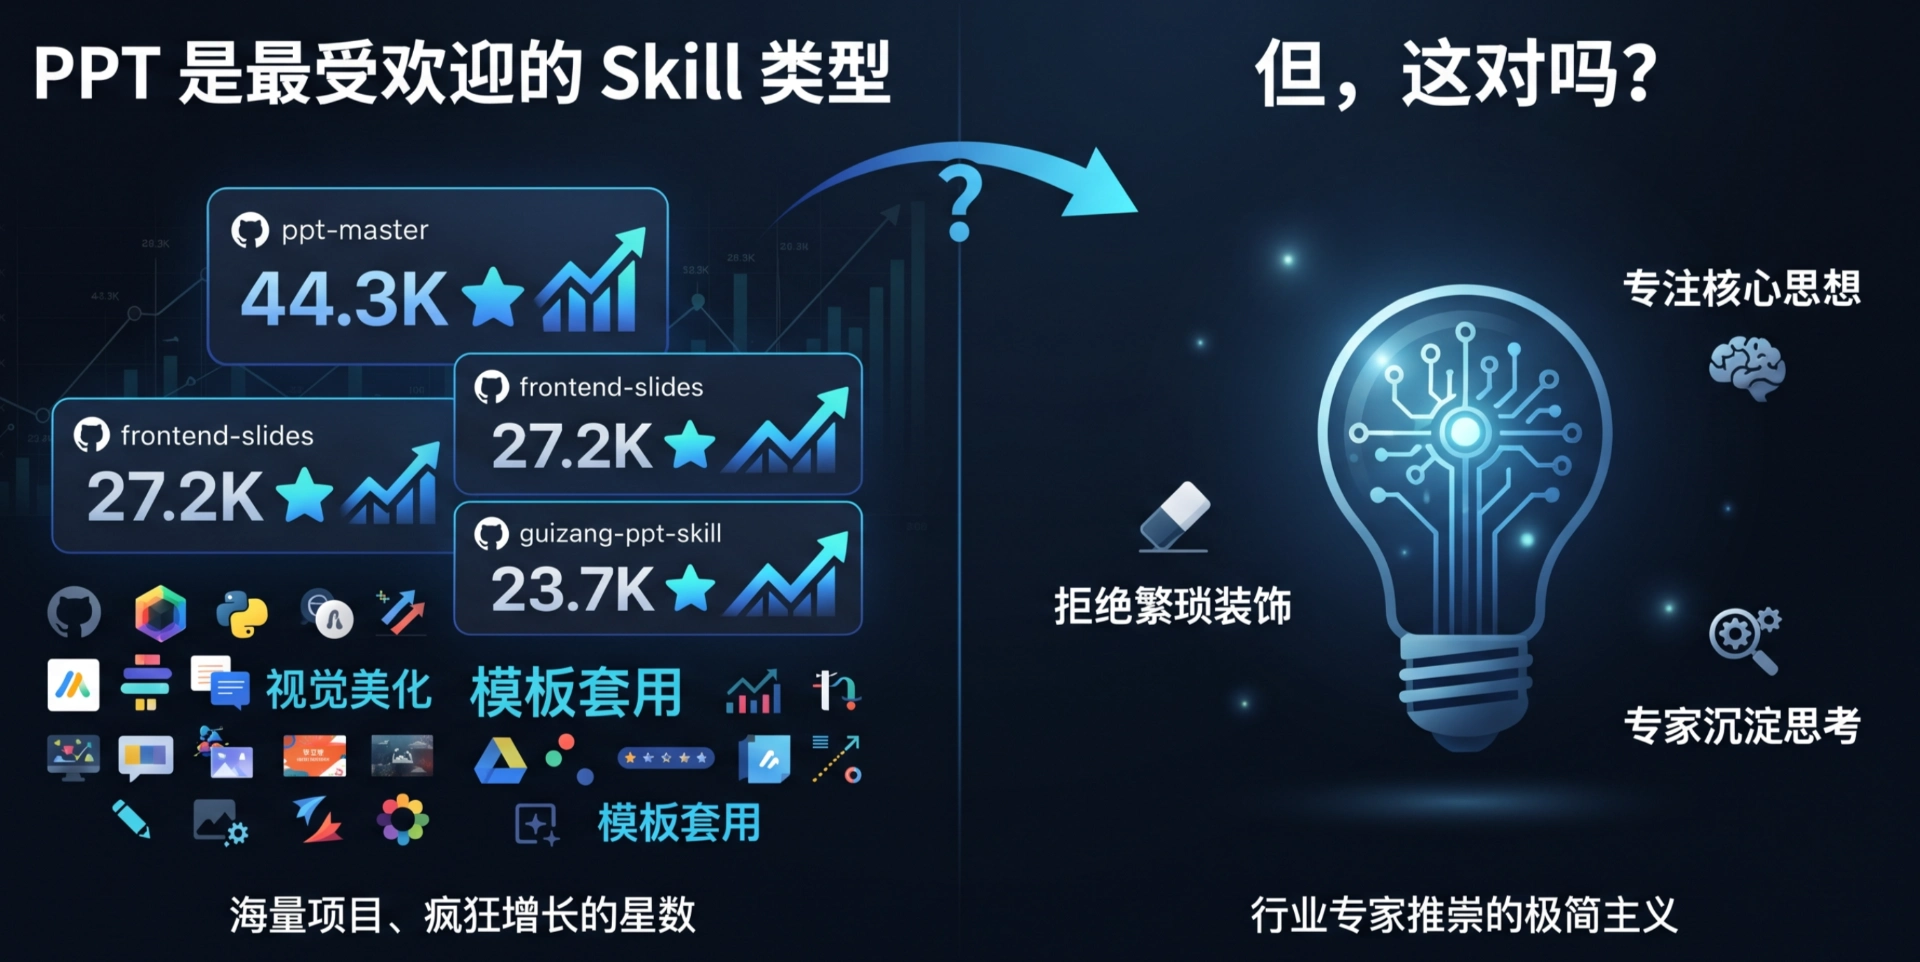 PPT 是最受欢迎的 Skill 类型
ppt-master
44.3K
frontend-slides
27.2K
frontend-slides
27.2K
guizang-ppt-skill
23.7K
视觉美化
模板套用
模板套用
海量项目、疯狂增长的星数
?
但，这对吗？
专注核心思想
拒绝繁琐装饰
专家沉淀思考
行业专家推崇的极简主义